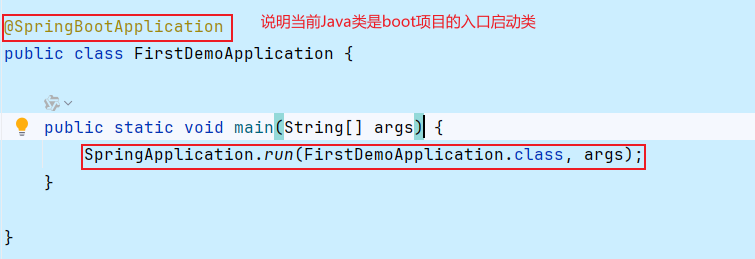 @SpringBootApplication 说明当前Java类是boot项目的入口启动类
public class FirstDemoApplication {
public static void main(String[] args) {
SpringApplication.run(FirstDemoApplication.class, args);
}
}